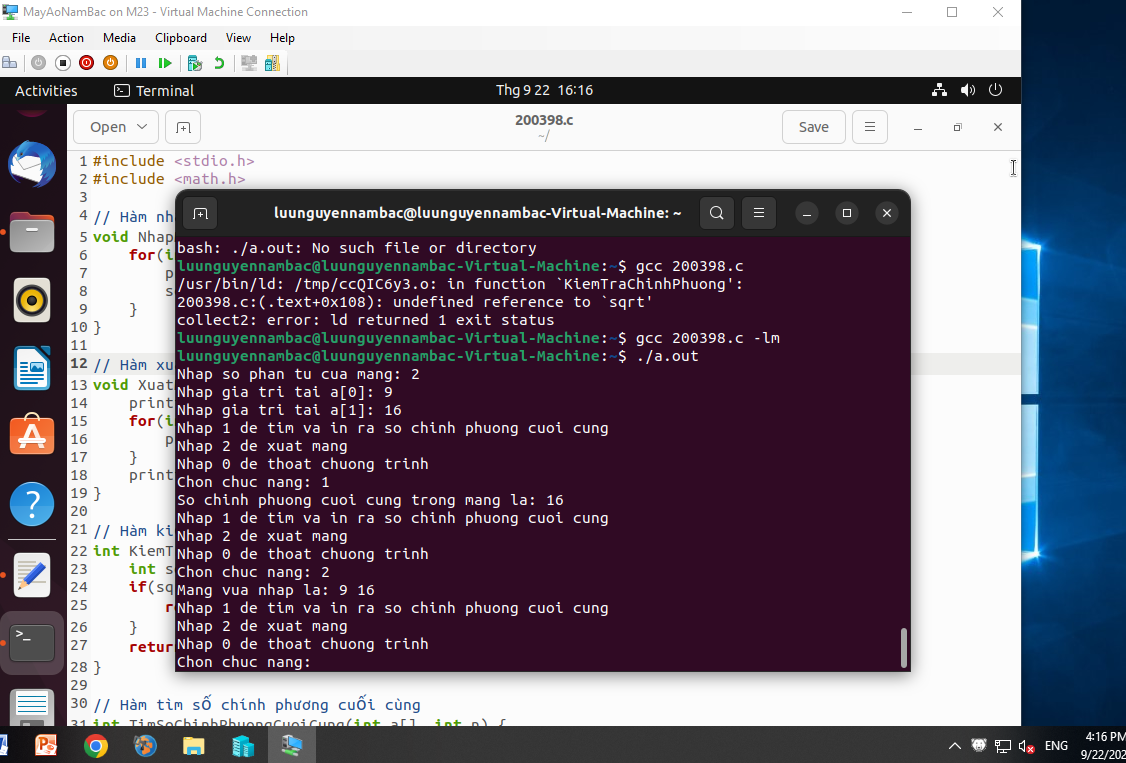 MayAoNamBac on M23 - Virtual Machine Connection
File Action Media Clipboard View Help
Activities Terminal Thg 9 22 16:16
Open 200398.c Save
~/
1 #include <stdio.h>
2 #include <math.h>
3
4 // Hàm nh
5 void Nhap
6 for(i
7 p
8 s
9 }
10 }
11
12 // Hàm xu
13 void Xuat
14 print
15 for(i
16 p
17 }
18 print
19 }
20
21 // Hàm ki
22 int KiemT
23 int s
24 if(sq
25 r
26 }
27 retur
28 }
29
30 // Hàm tìm số chính phương cuối cùng
31 int TimSoChinhPhuongCuoiCung(int a[], int n) {
luunguyennambac@luunguyennambac-Virtual-Machine: ~
bash: ./a.out: No such file or directory
luunguyennambac@luunguyennambac-Virtual-Machine:~$ gcc 200398.c
/usr/bin/ld: /tmp/ccQIC6y3.o: in function `KiemTraChinhPhuong':
200398.c:(.text+0x108): undefined reference to `sqrt'
collect2: error: ld returned 1 exit status
luunguyennambac@luunguyennambac-Virtual-Machine:~$ gcc 200398.c -lm
luunguyennambac@luunguyennambac-Virtual-Machine:~$ ./a.out
Nhap so phan tu cua mang: 2
Nhap gia tri tai a[0]: 9
Nhap gia tri tai a[1]: 16
Nhap 1 de tim va in ra so chinh phuong cuoi cung
Nhap 2 de xuat mang
Nhap 0 de thoat chuong trinh
Chon chuc nang: 1
So chinh phuong cuoi cung trong mang la: 16
Nhap 1 de tim va in ra so chinh phuong cuoi cung
Nhap 2 de xuat mang
Nhap 0 de thoat chuong trinh
Chon chuc nang: 2
Mang vua nhap la: 9 16
Nhap 1 de tim va in ra so chinh phuong cuoi cung
Nhap 2 de xuat mang
Nhap 0 de thoat chuong trinh
Chon chuc nang:
ENG 4:16 PM
9/22/202